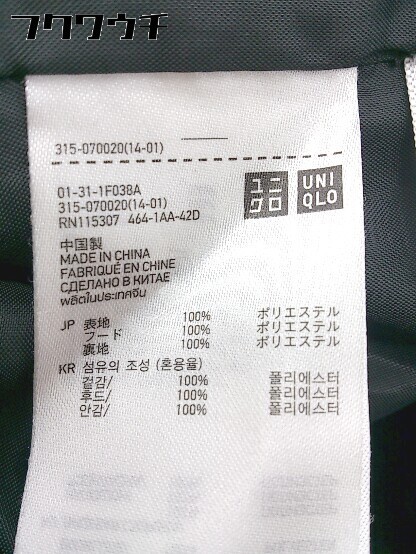 フクウウチ
315-070020(14-01)
01-31-1F038A
315-070020(14-01)
RN115307 464-1AA-42D
ユニ
クロ
UNI
QLO
中国製
MADE IN CHINA
FABRIQUÉ EN CHINE
СДЕЛАНО В КИТАЕ
ผลิตในประเทศจีน
JP 表地 100% ポリエステル
フード 100% ポリエステル
裏地 100% ポリエステル
KR 섬유의 조성 (혼용율)
겉감/ 100% 폴리에스터
후드/ 100% 폴리에스터
안감/ 100% 폴리에스터